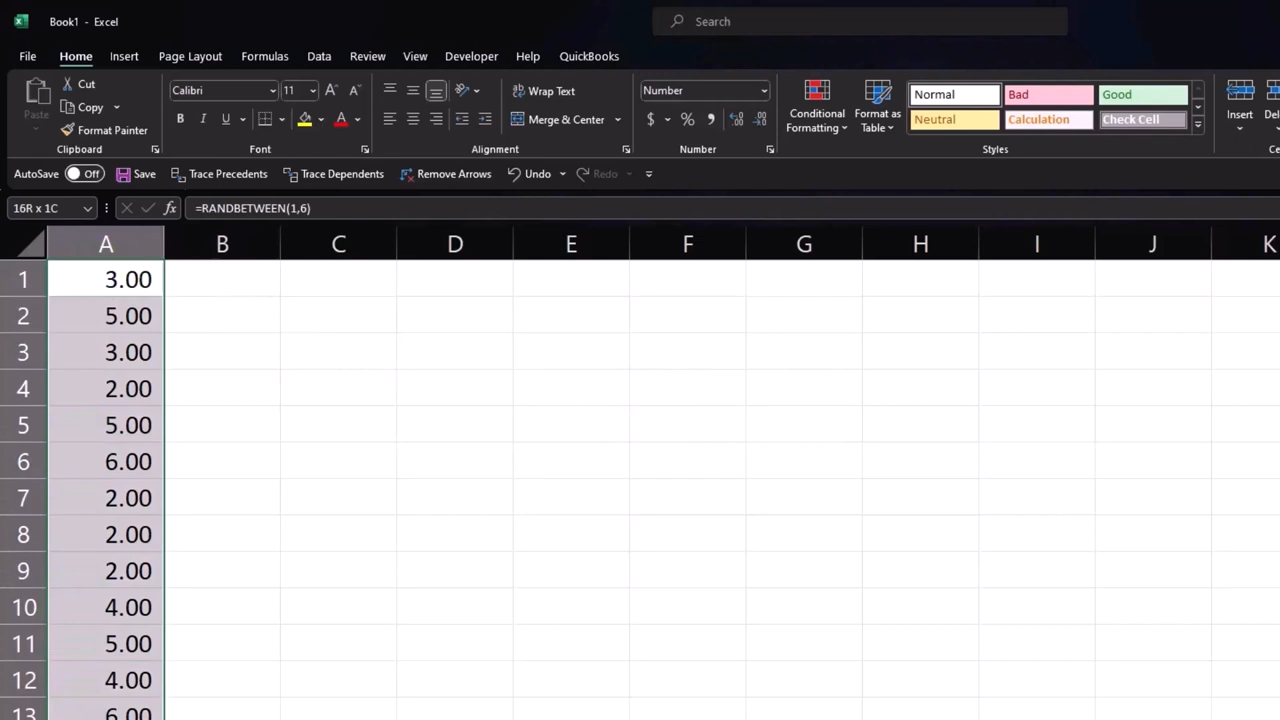 Book1 - Excel
Search
File Home Insert Page Layout Formulas Data Review View Developer Help QuickBooks
Paste
Cut
Copy
Format Painter
Clipboard
Calibri 11
B I U
Font
Wrap Text
Merge & Center
Alignment
Number
$ % ,
Number
Conditional Formatting
Format as Table
Normal Bad Good
Neutral Calculation Check Cell
Styles
Insert
AutoSave Off Save Trace Precedents Trace Dependents Remove Arrows Undo Redo
16R x 1C fx =RANDBETWEEN(1,6)
A B C D E F G H I J K
1 3.00
2 5.00
3 3.00
4 2.00
5 5.00
6 6.00
7 2.00
8 2.00
9 2.00
10 4.00
11 5.00
12 4.00
13 6.00